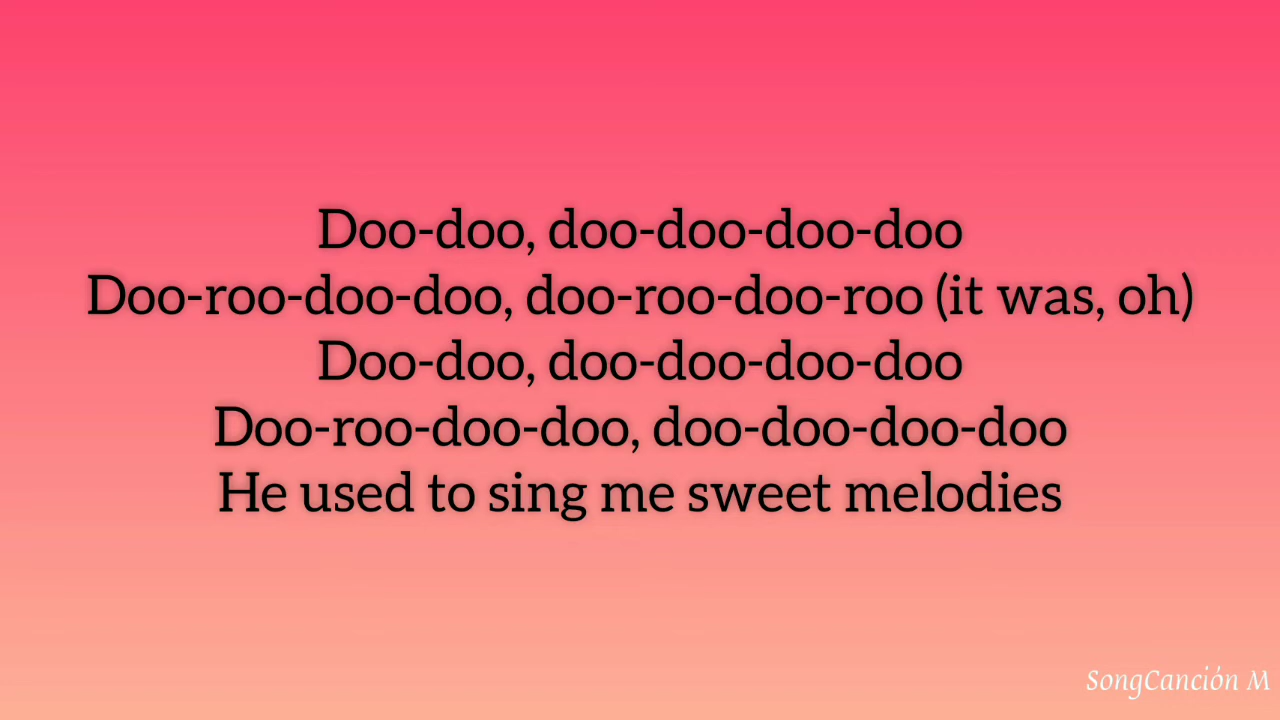 Doo-doo, doo-doo-doo-doo
Doo-roo-doo-doo, doo-roo-doo-roo (it was, oh)
Doo-doo, doo-doo-doo-doo
Doo-roo-doo-doo, doo-doo-doo-doo
He used to sing me sweet melodies
SongCanción M